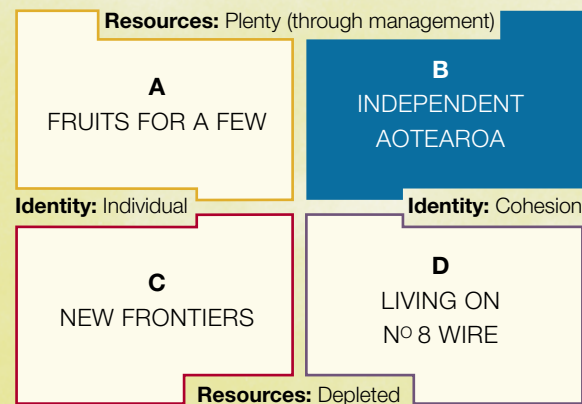 Resources: Plenty (through management)
A
FRUITS FOR A FEW
B
INDEPENDENT
AOTEAROA
Identity: Individual
Identity: Cohesion
C
NEW FRONTIERS
D
LIVING ON
Nº 8 WIRE
Resources: Depleted